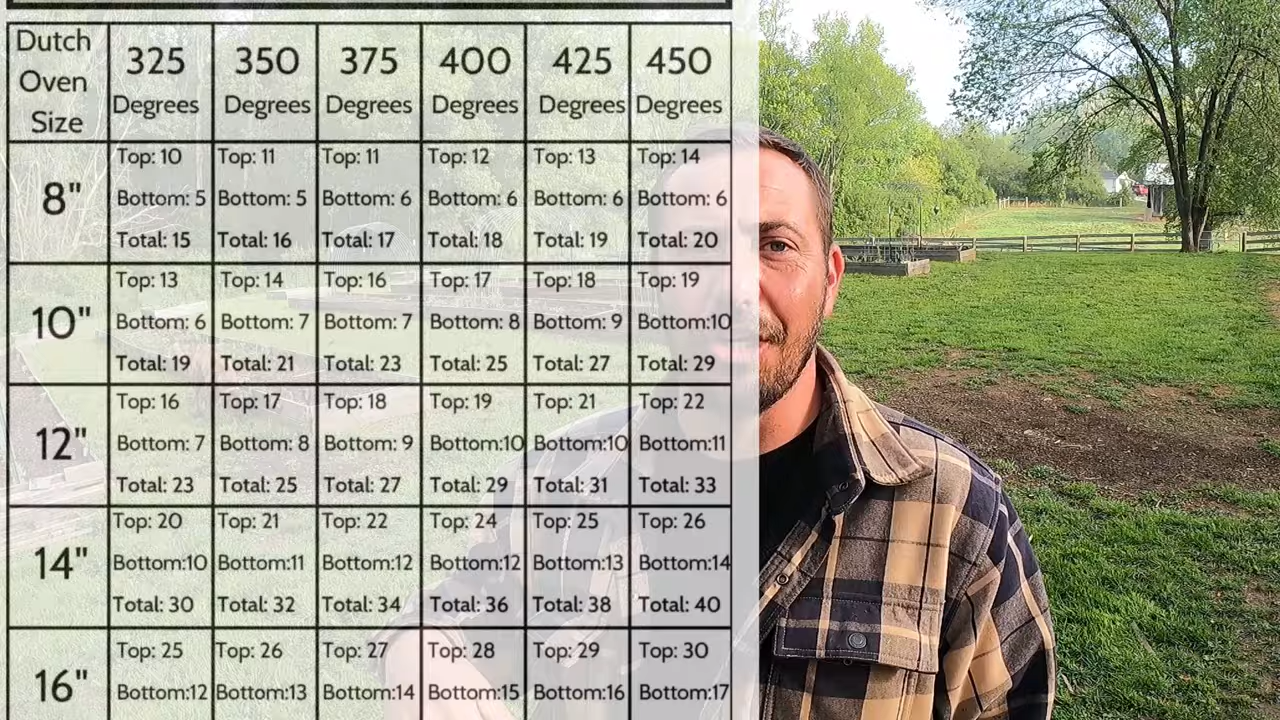 Dutch Oven Size 325 Degrees 350 Degrees 375 Degrees 400 Degrees 425 Degrees 450 Degrees
8" Top: 10 Top: 11 Top: 11 Top: 12 Top: 13 Top: 14
Bottom: 5 Bottom: 5 Bottom: 6 Bottom: 6 Bottom: 6 Bottom: 6
Total: 15 Total: 16 Total: 17 Total: 18 Total: 19 Total: 20
10" Top: 13 Top: 14 Top: 16 Top: 17 Top: 18 Top: 19
Bottom: 6 Bottom: 7 Bottom: 7 Bottom: 8 Bottom: 9 Bottom:10
Total: 19 Total: 21 Total: 23 Total: 25 Total: 27 Total: 29
12" Top: 16 Top: 17 Top: 18 Top: 19 Top: 21 Top: 22
Bottom: 7 Bottom: 8 Bottom: 9 Bottom:10 Bottom:10 Bottom:11
Total: 23 Total: 25 Total: 27 Total: 29 Total: 31 Total: 33
14" Top: 20 Top: 21 Top: 22 Top: 24 Top: 25 Top: 26
Bottom:10 Bottom:11 Bottom:12 Bottom:12 Bottom:13 Bottom:14
Total: 30 Total: 32 Total: 34 Total: 36 Total: 38 Total: 40
16" Top: 25 Top: 26 Top: 27 Top: 28 Top: 29 Top: 30
Bottom:12 Bottom:13 Bottom:14 Bottom:15 Bottom:16 Bottom:17